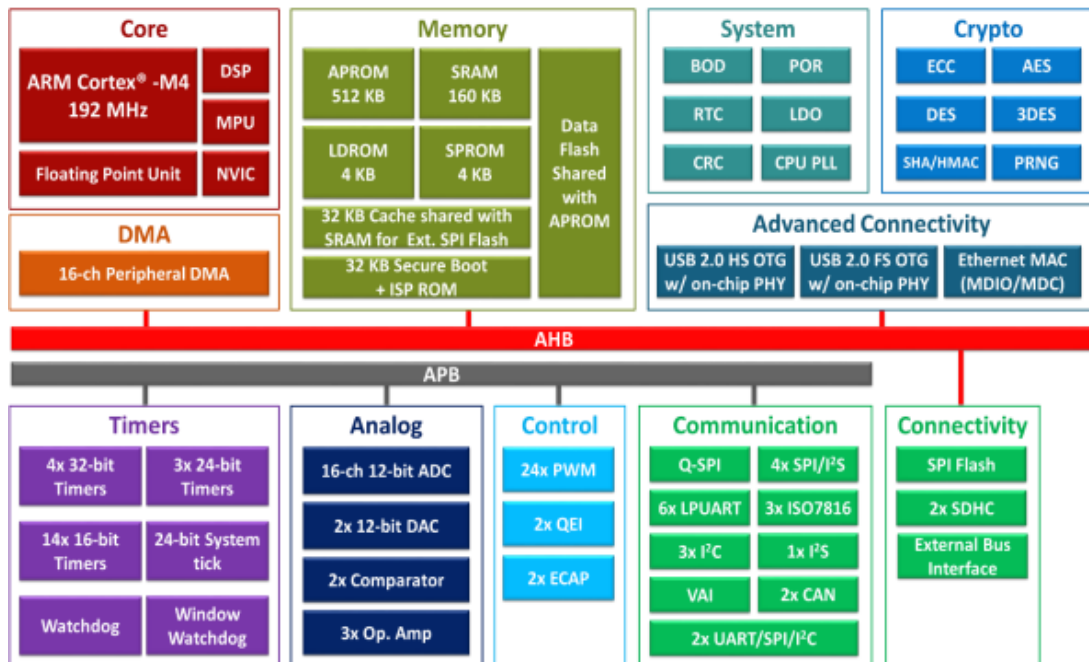 Core
ARM Cortex® -M4
192 MHz
DSP
MPU
Floating Point Unit
NVIC
DMA
16-ch Peripheral DMA
Memory
APROM
512 KB
SRAM
160 KB
LDROM
4 KB
SPROM
4 KB
32 KB Cache shared with
SRAM for Ext. SPI Flash
32 KB Secure Boot
+ ISP ROM
Data
Flash
Shared
with
APROM
System
BOD
POR
RTC
LDO
CRC
CPU PLL
Crypto
ECC
AES
DES
3DES
SHA/HMAC
PRNG
Advanced Connectivity
USB 2.0 HS OTG
w/ on-chip PHY
USB 2.0 FS OTG
w/ on-chip PHY
Ethernet MAC
(MDIO/MDC)
AHB
APB
Timers
4x 32-bit
Timers
3x 24-bit
Timers
14x 16-bit
Timers
24-bit System
tick
Watchdog
Window
Watchdog
Analog
16-ch 12-bit ADC
2x 12-bit DAC
2x Comparator
3x Op. Amp
Control
24x PWM
2x QEI
2x ECAP
Communication
Q-SPI
4x SPI/I²S
6x LPUART
3x ISO7816
3x I²C
1x I²S
VAI
2x CAN
2x UART/SPI/I²C
Connectivity
SPI Flash
2x SDHC
External Bus
Interface